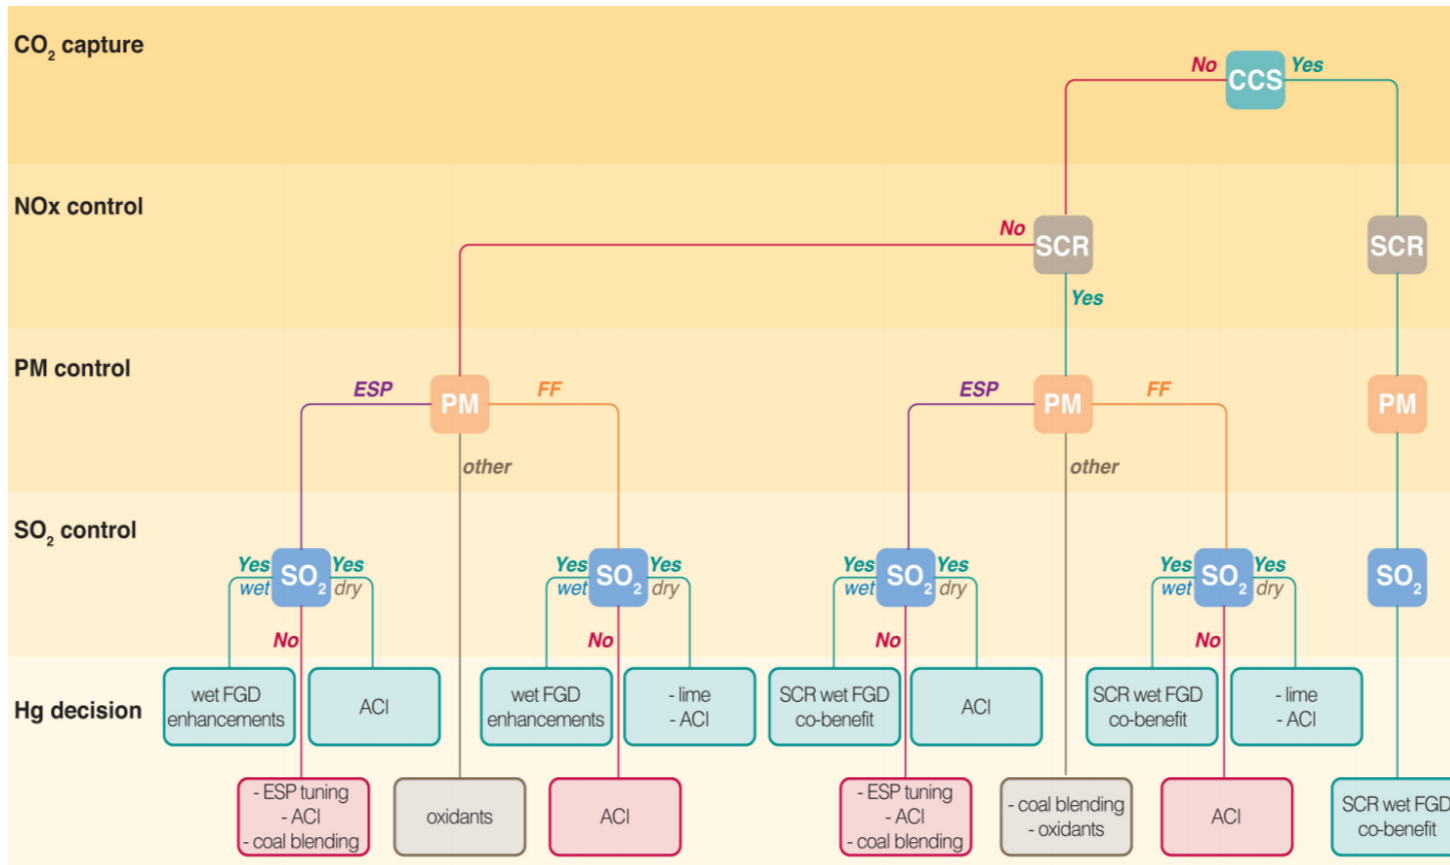 CO2 capture
No
CCS
Yes
NOx control
No
SCR
SCR
Yes
PM control
ESP
PM
FF
ESP
PM
FF
PM
other
other
SO2 control
Yes
wet
SO2
Yes
dry
Yes
wet
SO2
Yes
dry
Yes
wet
SO2
Yes
dry
Yes
wet
SO2
Yes
dry
SO2
No
No
No
No
Hg decision
wet FGD
enhancements
ACI
wet FGD
enhancements
- lime
- ACI
SCR wet FGD
co-benefit
ACI
SCR wet FGD
co-benefit
- lime
- ACI
- ESP tuning
- ACI
- coal blending
oxidants
ACI
- ESP tuning
- ACI
- coal blending
- coal blending
- oxidants
ACI
SCR wet FGD
co-benefit